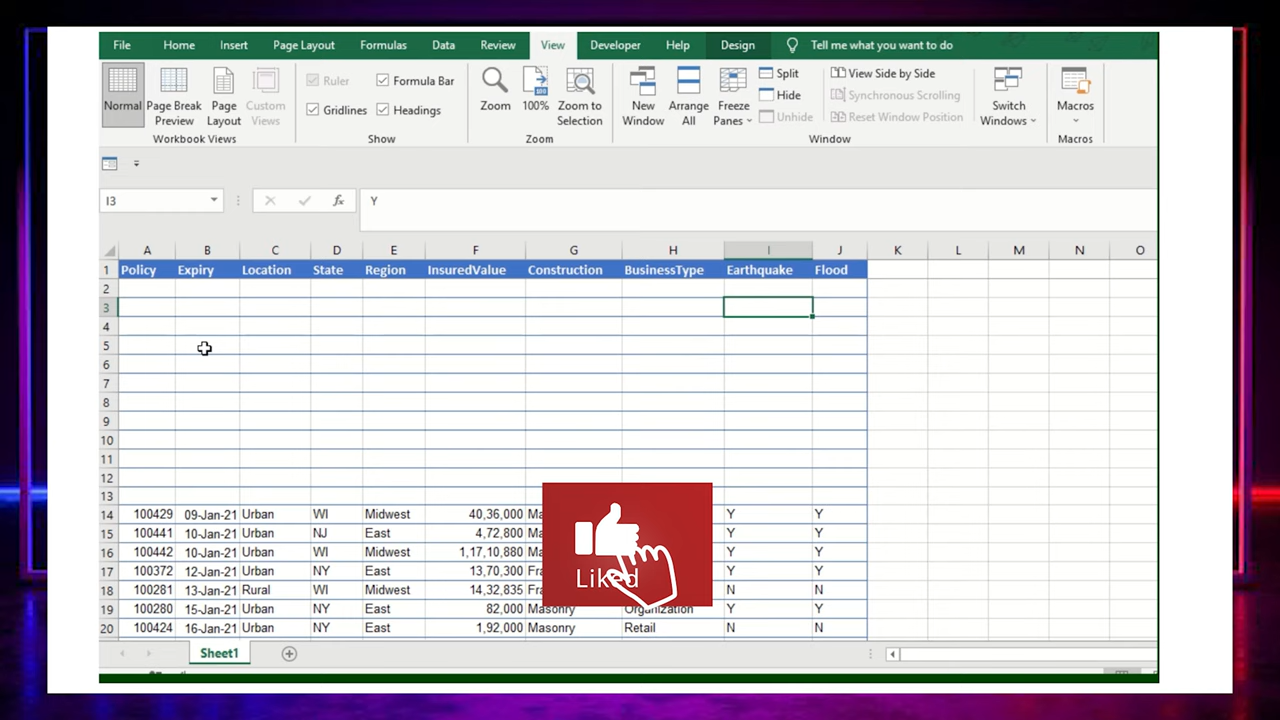 File Home Insert Page Layout Formulas Data Review View Developer Help Design Tell me what you want to do
Normal Page Break Preview Page Layout Custom Views
Workbook Views
Ruler Formula Bar
Gridlines Headings
Show
Zoom 100% Zoom to Selection
Zoom
New Window Arrange All Freeze Panes
Split
Hide
Unhide
View Side by Side
Synchronous Scrolling
Reset Window Position
Window
Switch Windows
Macros
Macros
I3 fx Y
A B C D E F G H I J K L M N O
1 Policy Expiry Location State Region InsuredValue Construction BusinessType Earthquake Flood
2
3
4
5
6
7
8
9
10
11
12
13
14 100429 09-Jan-21 Urban WI Midwest 40,36,000 Y Y
15 100441 10-Jan-21 Urban NJ East 4,72,800 Y Y
16 100442 10-Jan-21 Urban WI Midwest 1,17,10,880 Y Y
17 100372 12-Jan-21 Urban NY East 13,70,300 Y Y
18 100281 13-Jan-21 Rural WI Midwest 14,32,835 N N
19 100280 15-Jan-21 Urban NY East 82,000 Masonry Organization Y Y
20 100424 16-Jan-21 Urban NY East 1,92,000 Masonry Retail N N
Liked
Sheet1